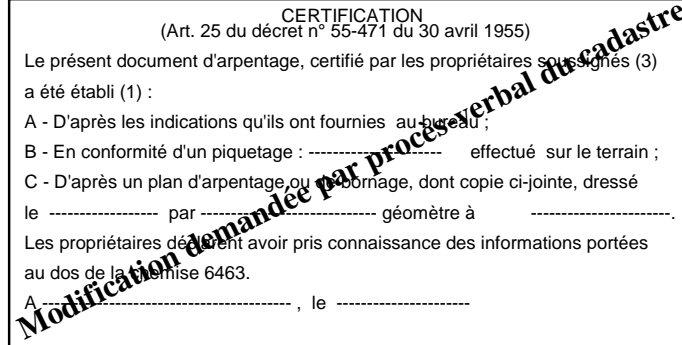 CERTIFICATION
(Art. 25 du décret n° 55-471 du 30 avril 1955)
Le présent document d'arpentage, certifié par les propriétaires soussignés (3)
a été établi (1) :
A - D'après les indications qu'ils ont fournies au bureau ;
B - En conformité d'un piquetage : ---------------------- effectué sur le terrain ;
C - D'après un plan d'arpentage ou de bornage, dont copie ci-jointe, dressé
le ------------------ par ----------------------------- géomètre à -----------------------.
Les propriétaires déclarent avoir pris connaissance des informations portées
au dos de la chemise 6463.
A ----------------------------------------- , le ----------------------
Modification demandée par procès-verbal du cadastre